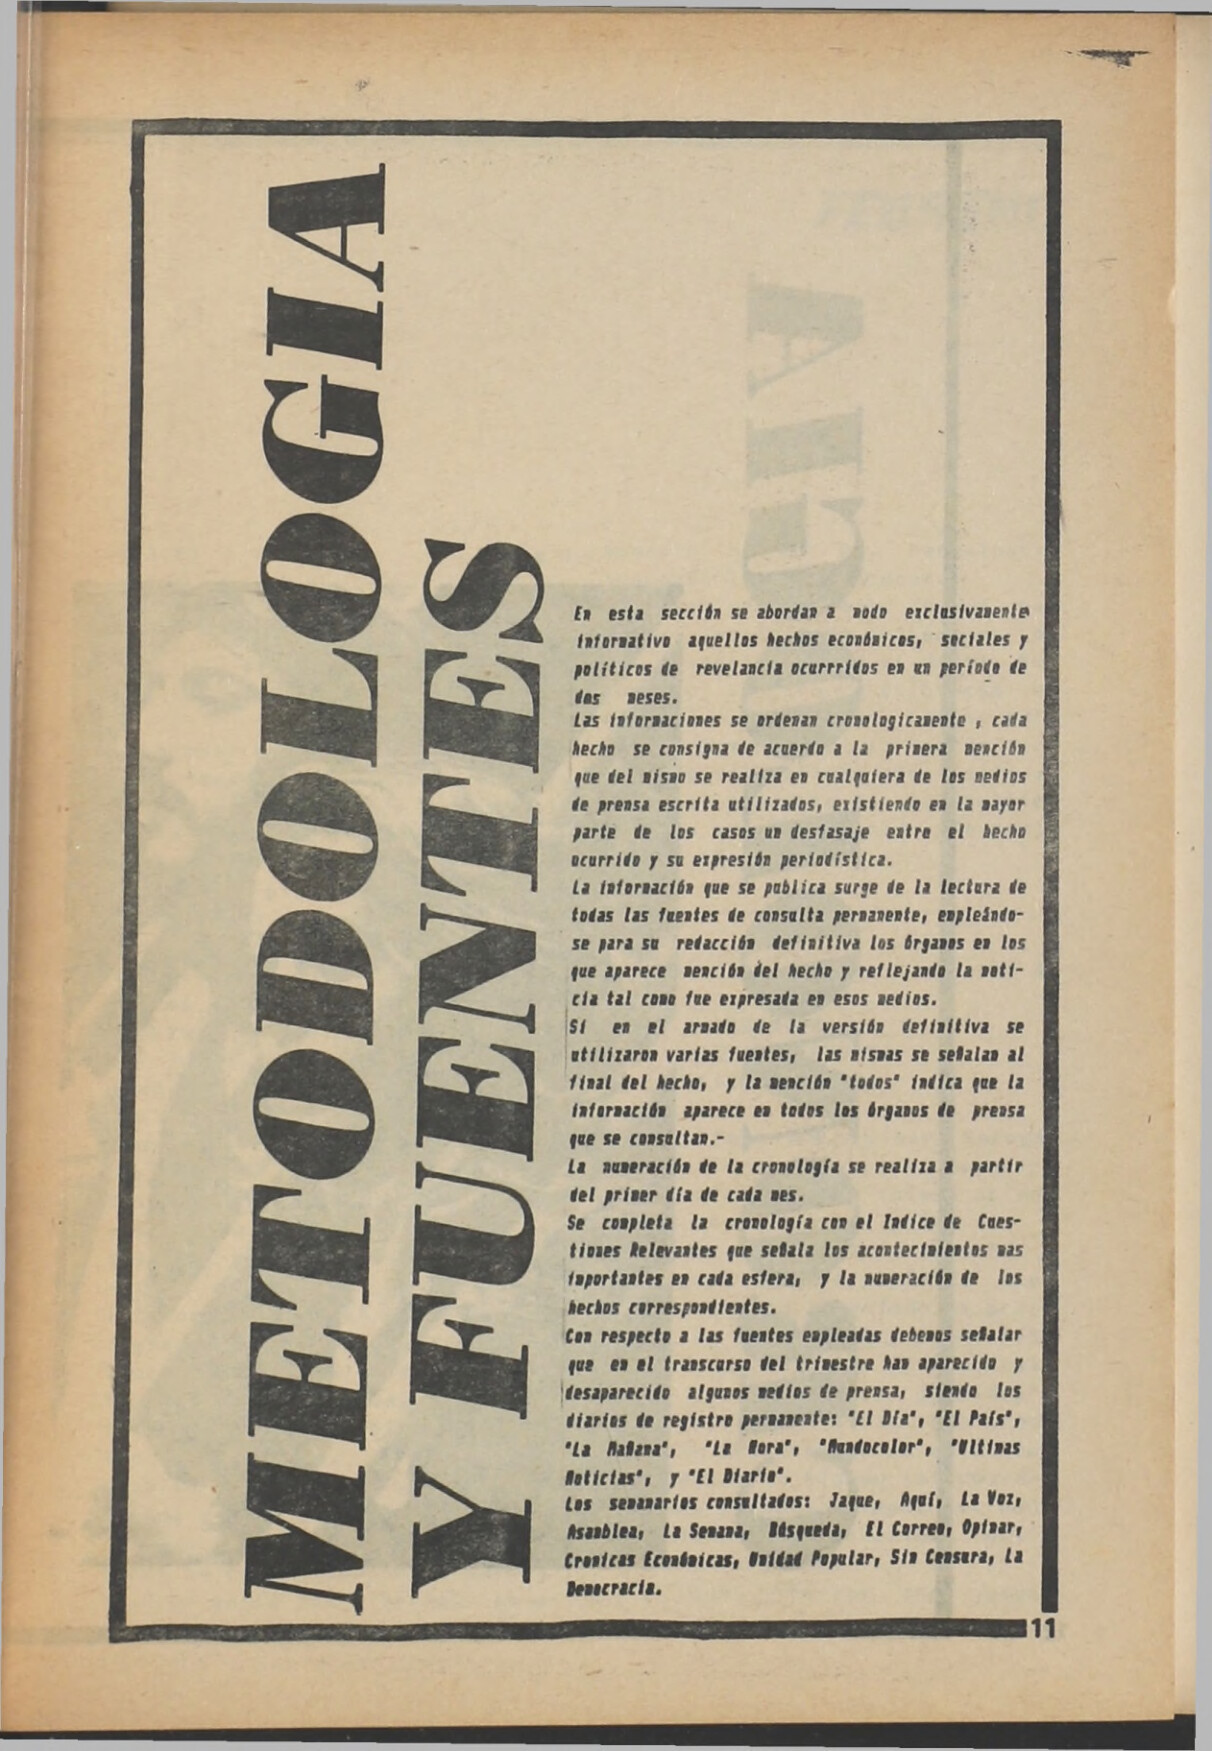 METODOLOGIA
Y FUENTES
En esta sección se abordan a modo exclusivamente
informativo aquellos hechos económicos, sociales y
políticos de revelancia ocurrridos en un período de
dos meses.
Las informaciones se ordenan cronologicamente , cada
hecho se consigna de acuerdo a la primera mención
que del mismo se realiza en cualquiera de los medios
de prensa escrita utilizados, existiendo en la mayor
parte de los casos un desfasaje entre el hecho
ocurrido y su expresión periodística.
La información que se publica surge de la lectura de
todas las fuentes de consulta permanente, empleándo-
se para su redacción definitiva los órganos en los
que aparece mención del hecho y reflejando la noti-
cia tal como fue expresada en esos medios.
Si en el armado de la versión definitiva se
utilizaron varias fuentes, las mismas se señalan al
final del hecho, y la mención "todos" indica que la
información aparece en todos los órganos de prensa
que se consultan.-
La numeración de la cronología se realiza a partir
del primer día de cada mes.
Se completa la cronología con el Indice de Cues-
tiones Relevantes que señala los acontecimientos mas
importantes en cada esfera, y la numeración de los
hechos correspondientes.
Con respecto a las fuentes empleadas debemos señalar
que en el transcurso del trimestre han aparecido y
desaparecido algunos medios de prensa, siendo los
diarios de registro permanente: "El Día", "El País",
"La Mañana", "La Hora", "Mundocolor", "Ultimas
Noticias", y "El Diario".
Los semanarios consultados: Jaque, Aquí, La Voz,
Asamblea, La Semana, Búsqueda, El Correo, Opinar,
Cronicas Económicas, Unidad Popular, Sin Censura, La
Democracia.
11